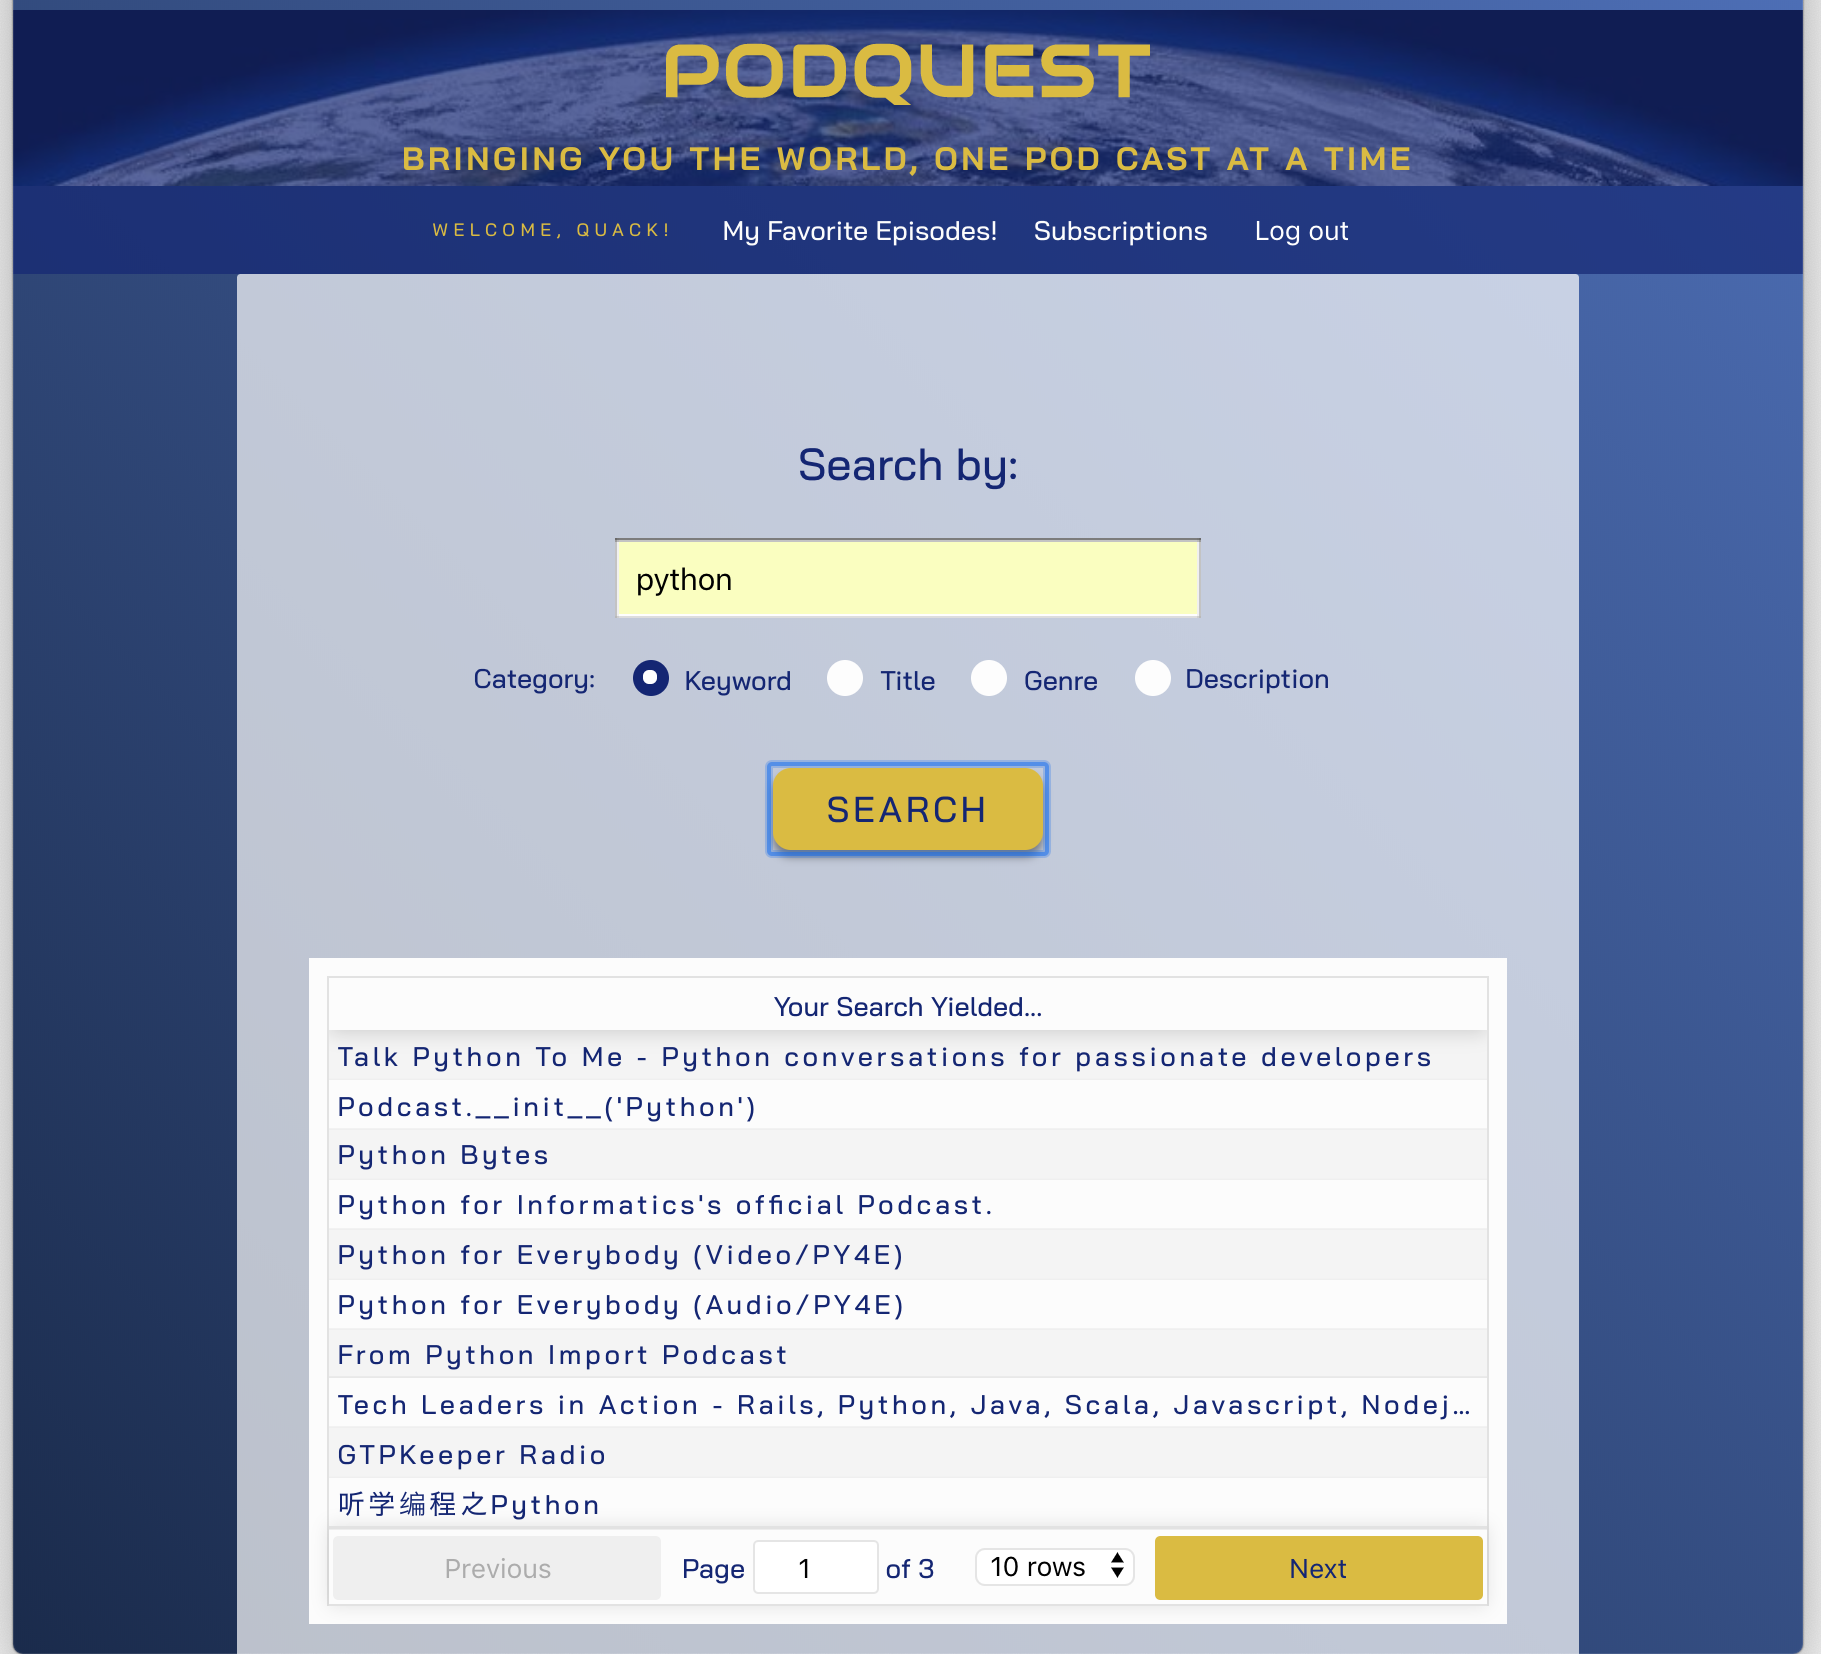 PODQUEST
BRINGING YOU THE WORLD, ONE POD CAST AT A TIME
WELCOME, QUACK! My Favorite Episodes! Subscriptions Log out
Search by:
python
Category: Keyword Title Genre Description
SEARCH
Your Search Yielded...
Talk Python To Me - Python conversations for passionate developers
Podcast.__init__('Python')
Python Bytes
Python for Informatics's official Podcast.
Python for Everybody (Video/PY4E)
Python for Everybody (Audio/PY4E)
From Python Import Podcast
Tech Leaders in Action - Rails, Python, Java, Scala, Javascript, Nodej...
GTPKeeper Radio
听学编程之Python
Previous Page 1 of 3 10 rows Next